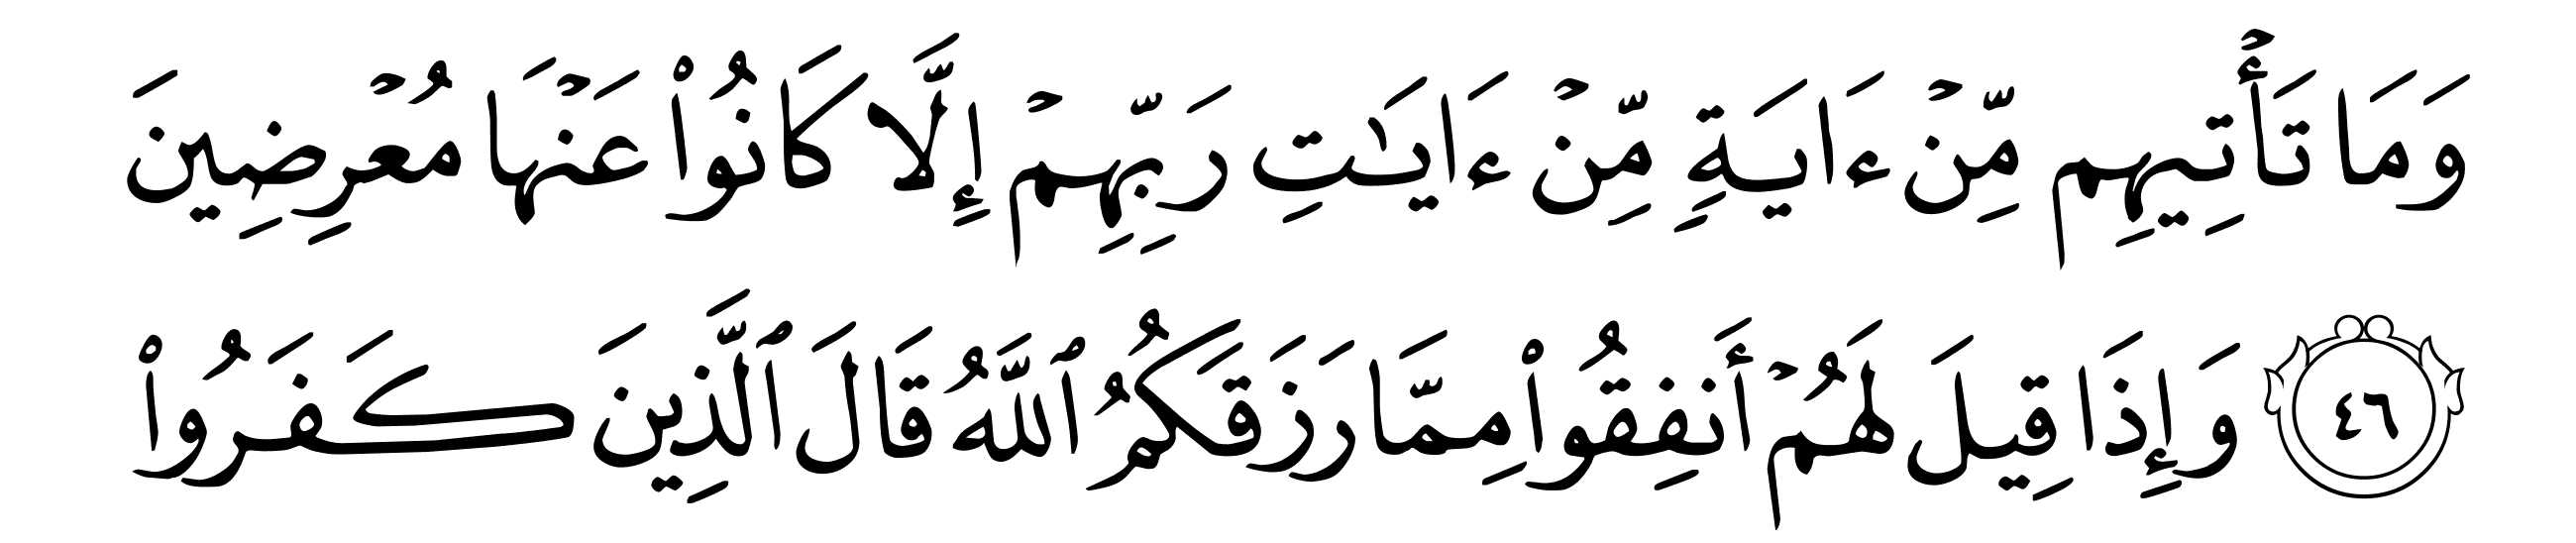 وَمَا تَأۡتِيهِم مِّنۡ ءَايَةٖ مِّنۡ ءَايَٰتِ رَبِّهِمۡ إِلَّا كَانُواْ عَنۡهَا مُعۡرِضِينَ
٤٦ وَإِذَا قِيلَ لَهُمۡ أَنفِقُواْ مِمَّا رَزَقَكُمُ ٱللَّهُ قَالَ ٱلَّذِينَ كَفَرُواْ